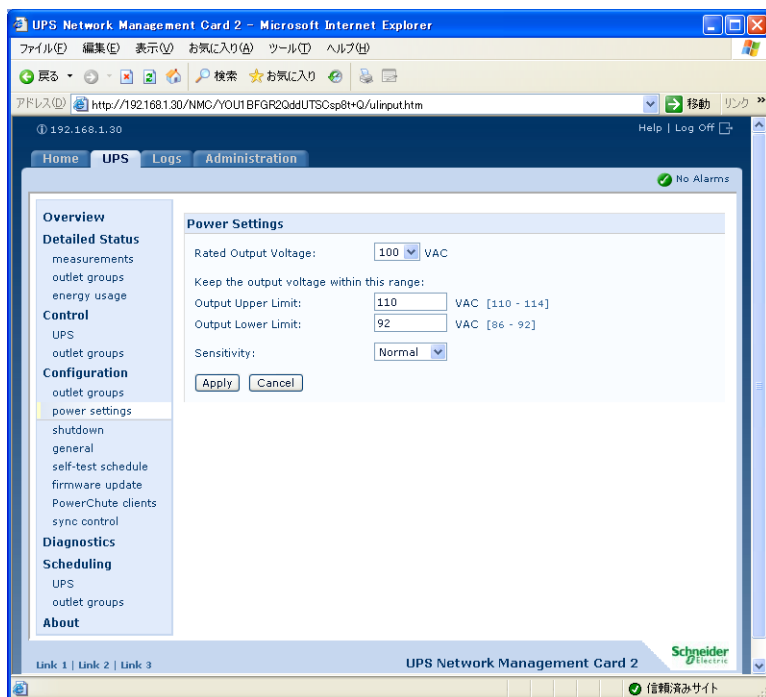 UPS Network Management Card 2 - Microsoft Internet Explorer
ファイル(F) 編集(E) 表示(V) お気に入り(A) ツール(T) ヘルプ(H)
戻る 検索 お気に入り
アドレス(D) http://192.168.1.30/NMC/YOU1BFGR2QddUTSCsp8t+Q/ulinput.htm 移動 リンク »
192.168.1.30 Help | Log Off
Home UPS Logs Administration
No Alarms
Overview
Detailed Status
measurements
outlet groups
energy usage
Control
UPS
outlet groups
Configuration
outlet groups
power settings
shutdown
general
self-test schedule
firmware update
PowerChute clients
sync control
Diagnostics
Scheduling
UPS
outlet groups
About
Power Settings
Rated Output Voltage: 100 VAC
Keep the output voltage within this range:
Output Upper Limit: 110 VAC [110 - 114]
Output Lower Limit: 92 VAC [86 - 92]
Sensitivity: Normal
Apply Cancel
Link 1 | Link 2 | Link 3
UPS Network Management Card 2
Schneider
Electric
信頼済みサイト